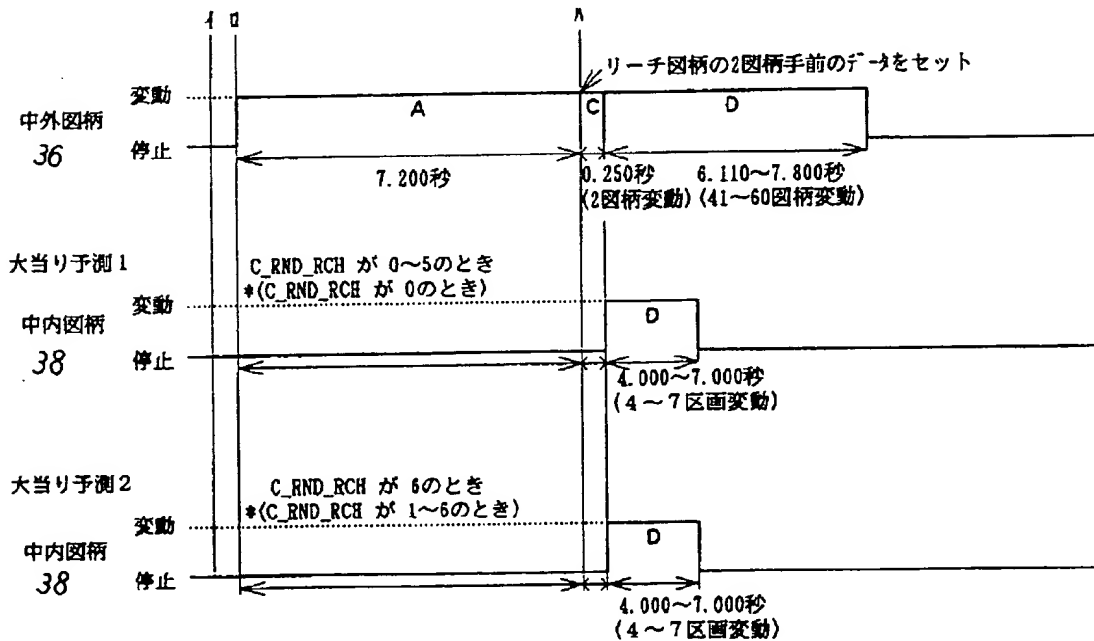 イ ロ ハ
リーチ図柄の2図柄手前のデータをセット
変動
A C D
中外図柄
36
停止
7.200秒
0.250秒 6.110～7.800秒
(2図柄変動) (41～60図柄変動)
大当り予測1
C_RND_RCH が 0～5のとき
*(C_RND_RCH が 0のとき)
変動
D
中内図柄
38
停止
4.000～7.000秒
(4～7区画変動)
大当り予測2
C_RND_RCH が 6のとき
*(C_RND_RCH が 1～6のとき)
変動
D
中内図柄
38
停止
4.000～7.000秒
(4～7区画変動)